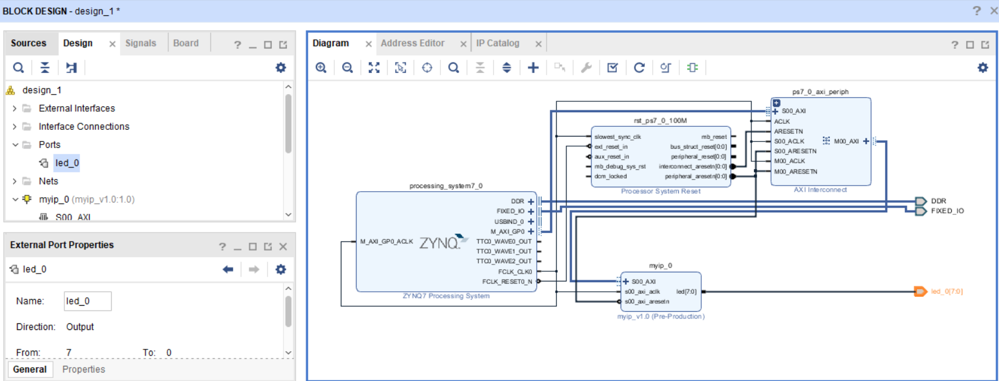 BLOCK DESIGN - design_1 *
Sources
Design
Signals
Board
design_1
External Interfaces
Interface Connections
Ports
led_0
Nets
myip_0 (myip_v1.0:1.0)
S00_AXI
External Port Properties
led_0
Name: led_0
Direction: Output
From: 7 To: 0
General
Properties
Diagram
Address Editor
IP Catalog
ps7_0_axi_periph
S00_AXI
ACLK
ARESETN
S00_ACLK
S00_ARESETN
M00_ACLK
M00_ARESETN
M00_AXI
AXI Interconnect
rst_ps7_0_100M
slowest_sync_clk
ext_reset_in
aux_reset_in
mb_debug_sys_rst
dcm_locked
mb_reset
bus_struct_reset[0:0]
peripheral_reset[0:0]
interconnect_aresetn[0:0]
peripheral_aresetn[0:0]
Processor System Reset
processing_system7_0
M_AXI_GP0_ACLK
ZYNQ
DDR
FIXED_IO
USBIND_0
M_AXI_GP0
TTC0_WAVE0_OUT
TTC0_WAVE1_OUT
TTC0_WAVE2_OUT
FCLK_CLK0
FCLK_RESET0_N
ZYNQ7 Processing System
DDR
FIXED_IO
myip_0
S00_AXI
s00_axi_aclk
s00_axi_aresetn
led[7:0]
myip_v1.0 (Pre-Production)
led_0[7:0]